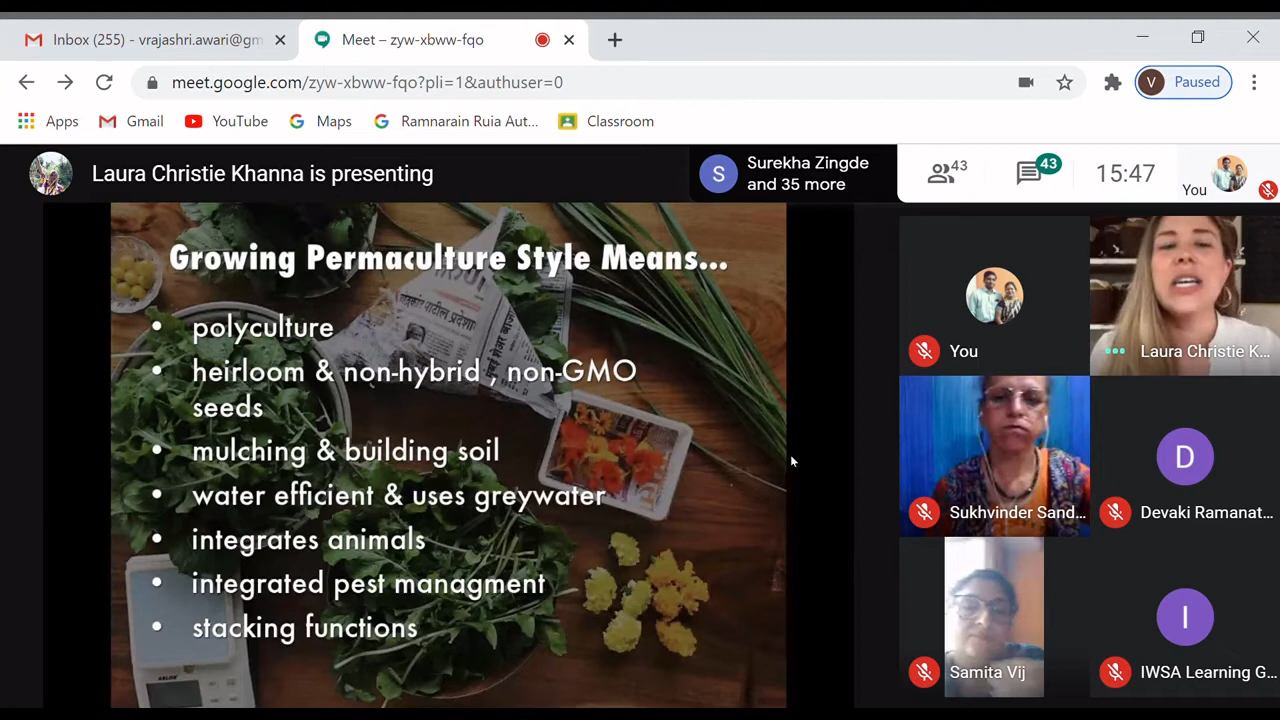 Inbox (255) - vrajashri.awari@gm
Meet – zyw-xbww-fqo
meet.google.com/zyw-xbww-fqo?pli=1&authuser=0
V Paused
Apps Gmail YouTube Maps Ramnarain Ruia Aut... Classroom
Laura Christie Khanna is presenting
S Surekha Zingde
and 35 more
43 43 15:47 You
Growing Permaculture Style Means...
• polyculture
• heirloom & non-hybrid , non-GMO
seeds
• mulching & building soil
• water efficient & uses greywater
• integrates animals
• integrated pest managment
• stacking functions
You
Laura Christie K...
Sukhvinder Sand...
D
Devaki Ramanat...
Samita Vij
I
IWSA Learning G...